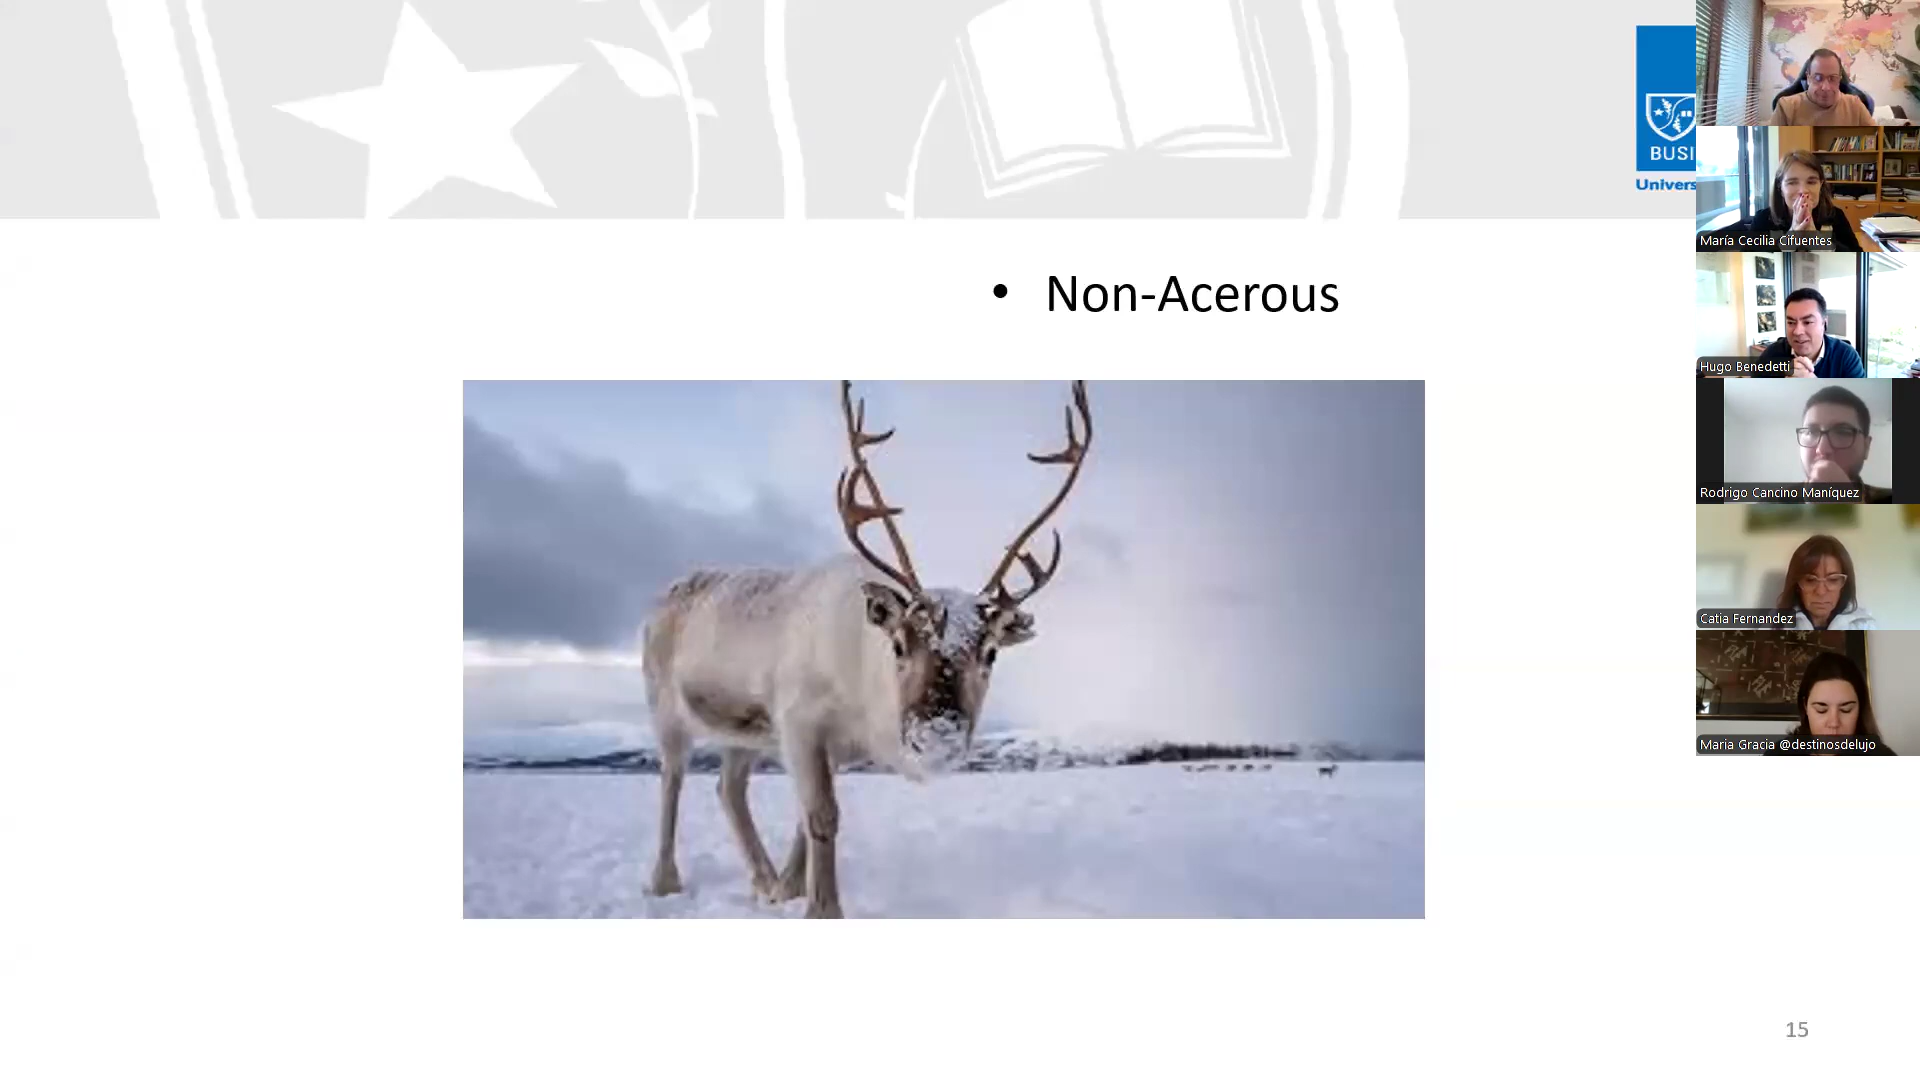 • Non-Acerous
BUSI
Univers
María Cecilia Cifuentes
Hugo Benedetti
Rodrigo Cancino Maníquez
Catia Fernandez
Maria Gracia @destinosdelujo
15